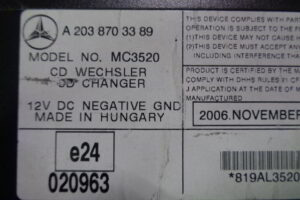 A 203 870 33 89
MODEL NO. MC3520
CD WECHSLER
CD CHANGER
12V DC NEGATIVE GND
MADE IN HUNGARY
e24
020963
THIS DEVICE COMPLIES WITH PAR
OPERATION IS SUBJECT TO THE F
(1)THIS DEVICE MAY NOT CAUSE H
(2)THIS DEVICE MUST ACCEPT AN
INCLUDING INTERFERENCE THAT
PRODUCT IS CERTIFIED BY THE M
COMPLY WITH DHHS RULES 21 C
J APPLICATION AT THE DATE OF M
MANUFACTURED
2006.NOVEMBER
*819AL3520